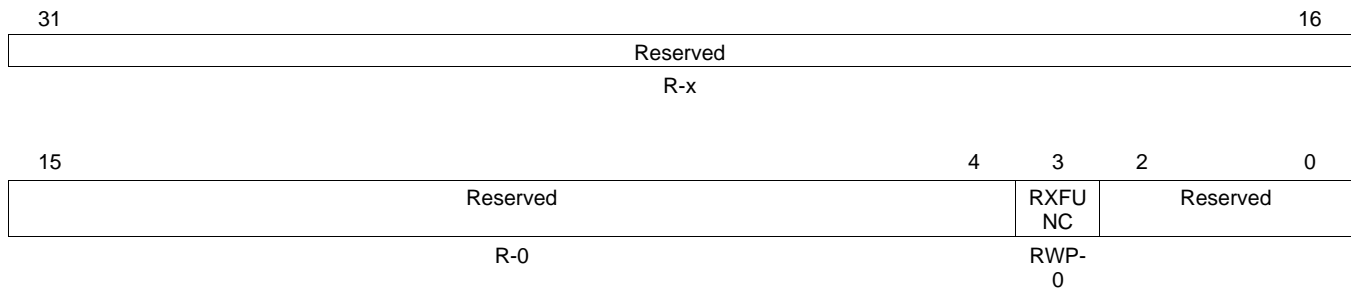 31 16
Reserved
R-x
15 4 3 2 0
Reserved RXFU Reserved
NC
R-0 RWP-
0